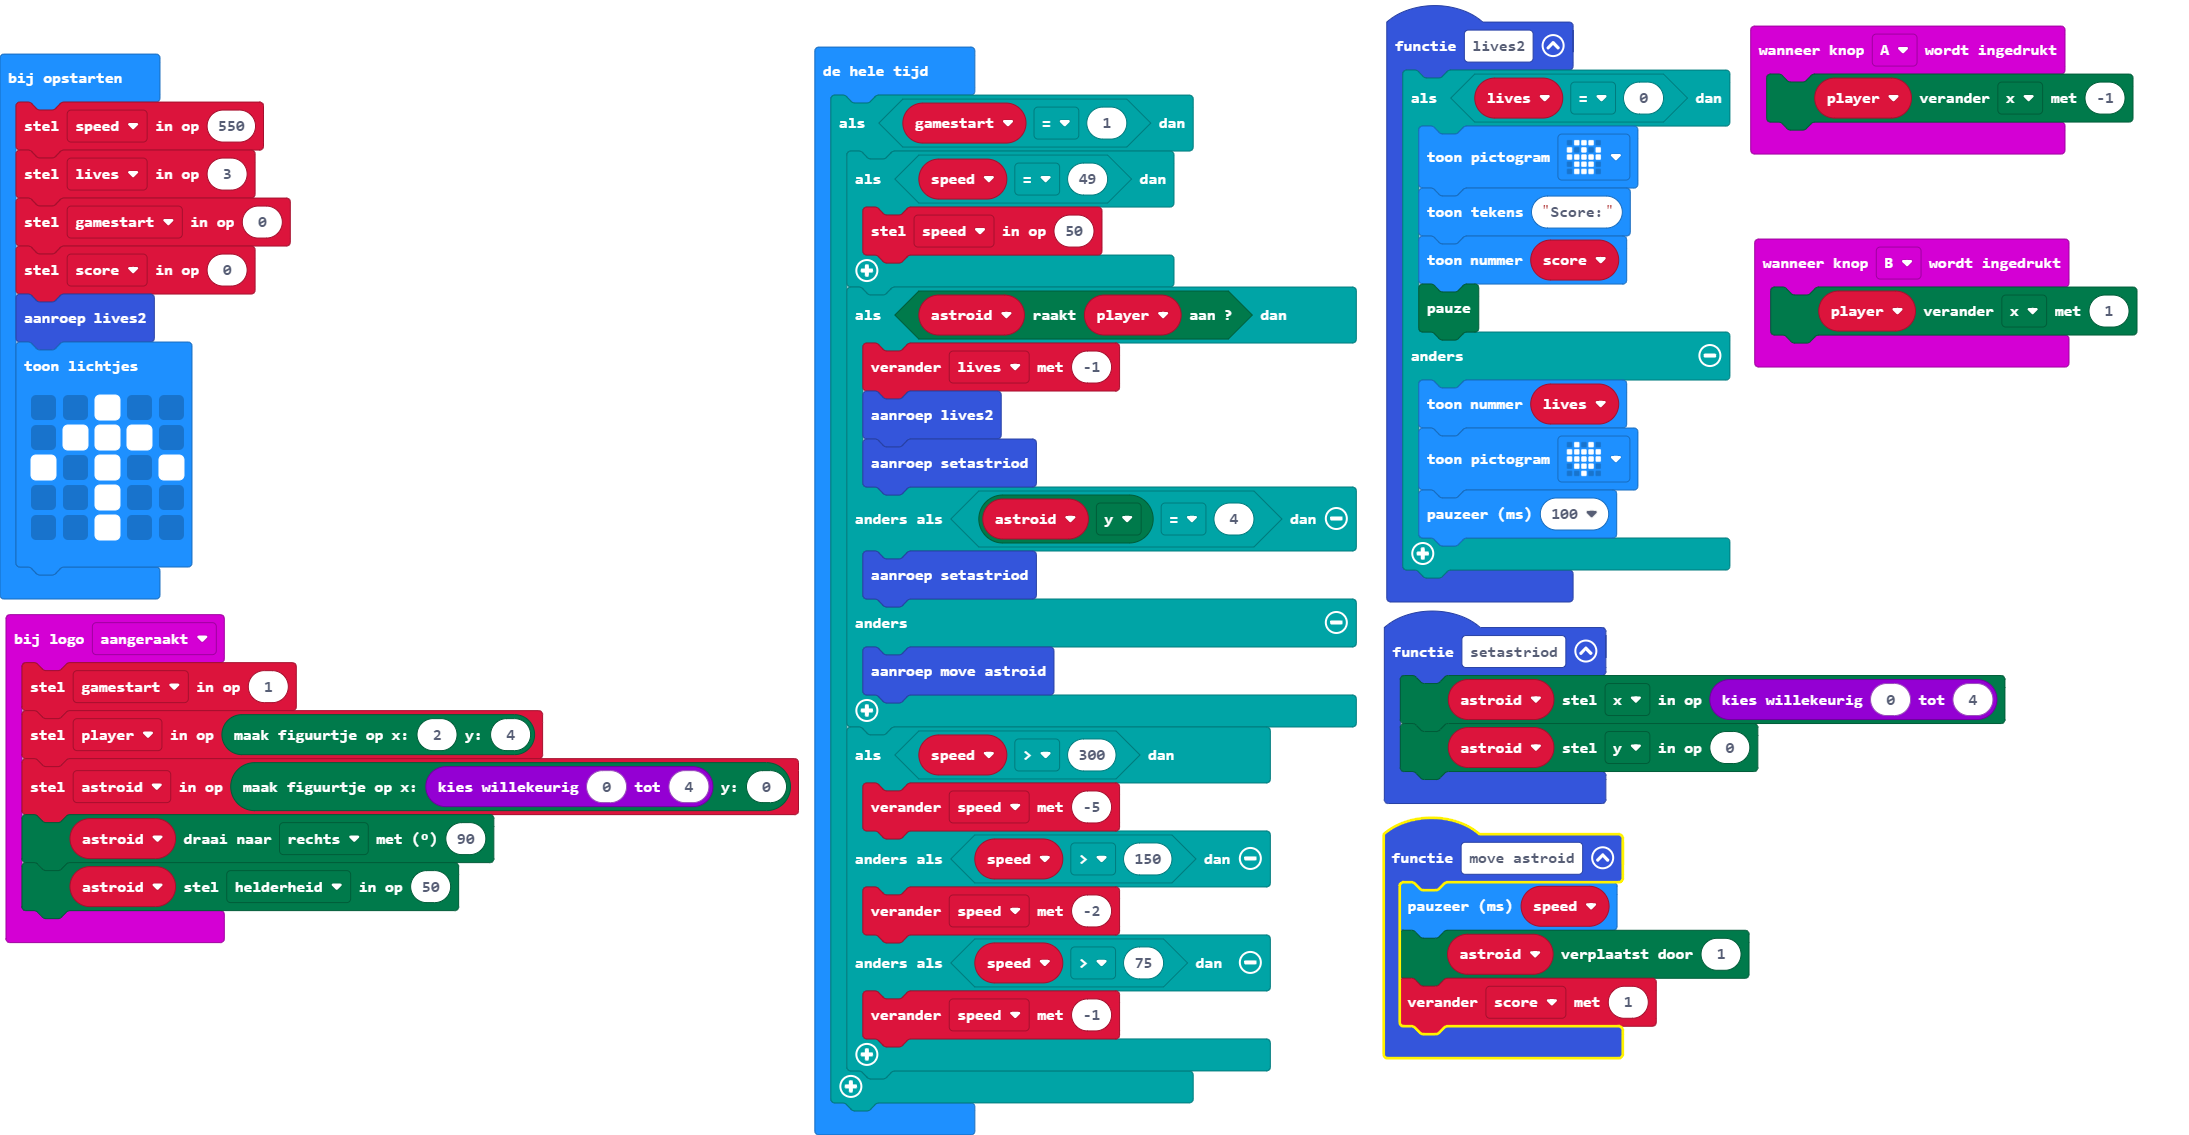 bij opstarten
stel speed in op 550
stel lives in op 3
stel gamestart in op 0
stel score in op 0
aanroep lives2
toon lichtjes
bij logo aangeraakt
stel gamestart in op 1
stel player in op maak figuurtje op x: 2 y: 4
stel astroid in op maak figuurtje op x: kies willekeurig 0 tot 4 y: 0
astroid draai naar rechts met (º) 90
astroid stel helderheid in op 50
de hele tijd
als gamestart = 1 dan
als speed = 49 dan
stel speed in op 50
als astroid raakt player aan ? dan
verander lives met -1
aanroep lives2
aanroep setastriod
anders als astroid y = 4 dan
aanroep setastriod
anders
aanroep move astroid
als speed > 300 dan
verander speed met -5
anders als speed > 150 dan
verander speed met -2
anders als speed > 75 dan
verander speed met -1
functie lives2
als lives = 0 dan
toon pictogram
toon tekens "Score:"
toon nummer score
pauze
anders
toon nummer lives
toon pictogram
pauzeer (ms) 100
functie setastriod
astroid stel x in op kies willekeurig 0 tot 4
astroid stel y in op 0
functie move astroid
pauzeer (ms) speed
astroid verplaatst door 1
verander score met 1
wanneer knop A wordt ingedrukt
player verander x met -1
wanneer knop B wordt ingedrukt
player verander x met 1